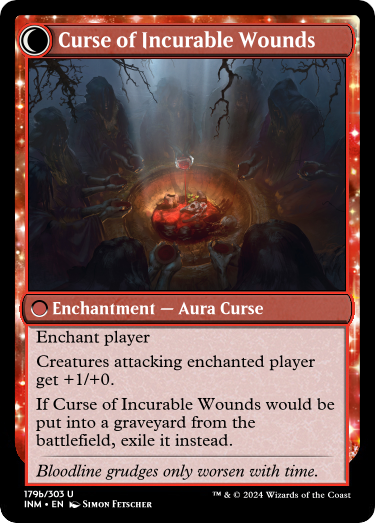 Curse of Incurable Wounds
Enchantment — Aura Curse
Enchant player
Creatures attacking enchanted player
get +1/+0.
If Curse of Incurable Wounds would be
put into a graveyard from the
battlefield, exile it instead.
Bloodline grudges only worsen with time.
179b/303 U
INM • EN Simon Fetscher
™ & © 2024 Wizards of the Coast